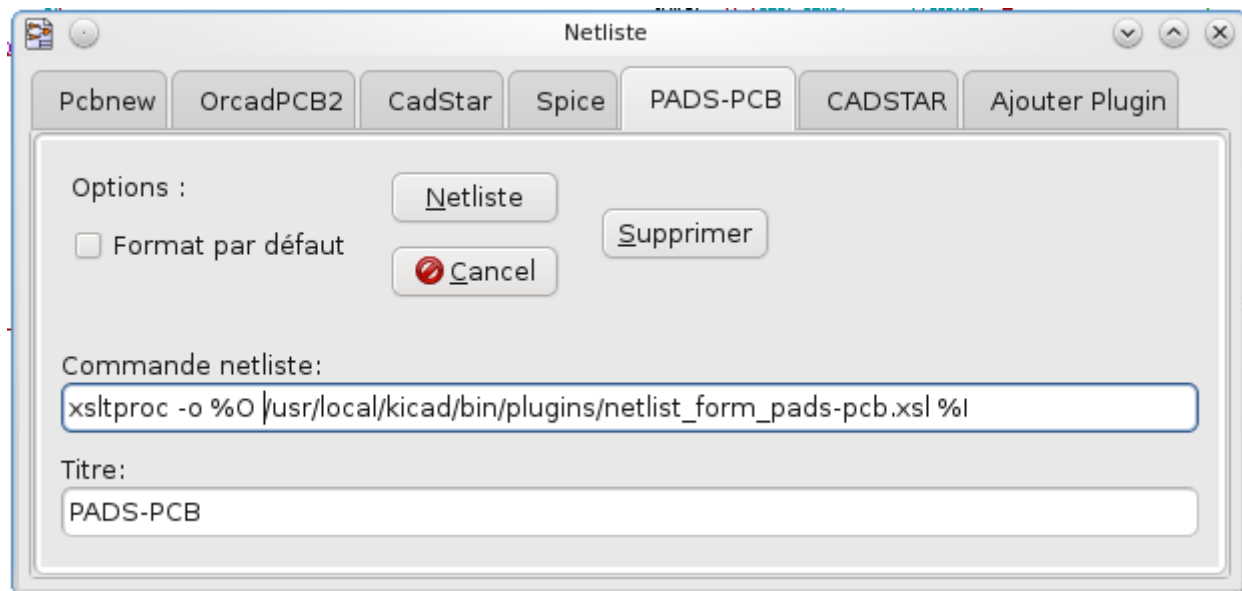 Netliste
Pcbnew OrcadPCB2 CadStar Spice PADS-PCB CADSTAR Ajouter Plugin
Options :
Netliste
Supprimer
Format par défaut
Cancel
Commande netliste:
xsltproc -o %O /usr/local/kicad/bin/plugins/netlist_form_pads-pcb.xsl %I
Titre:
PADS-PCB